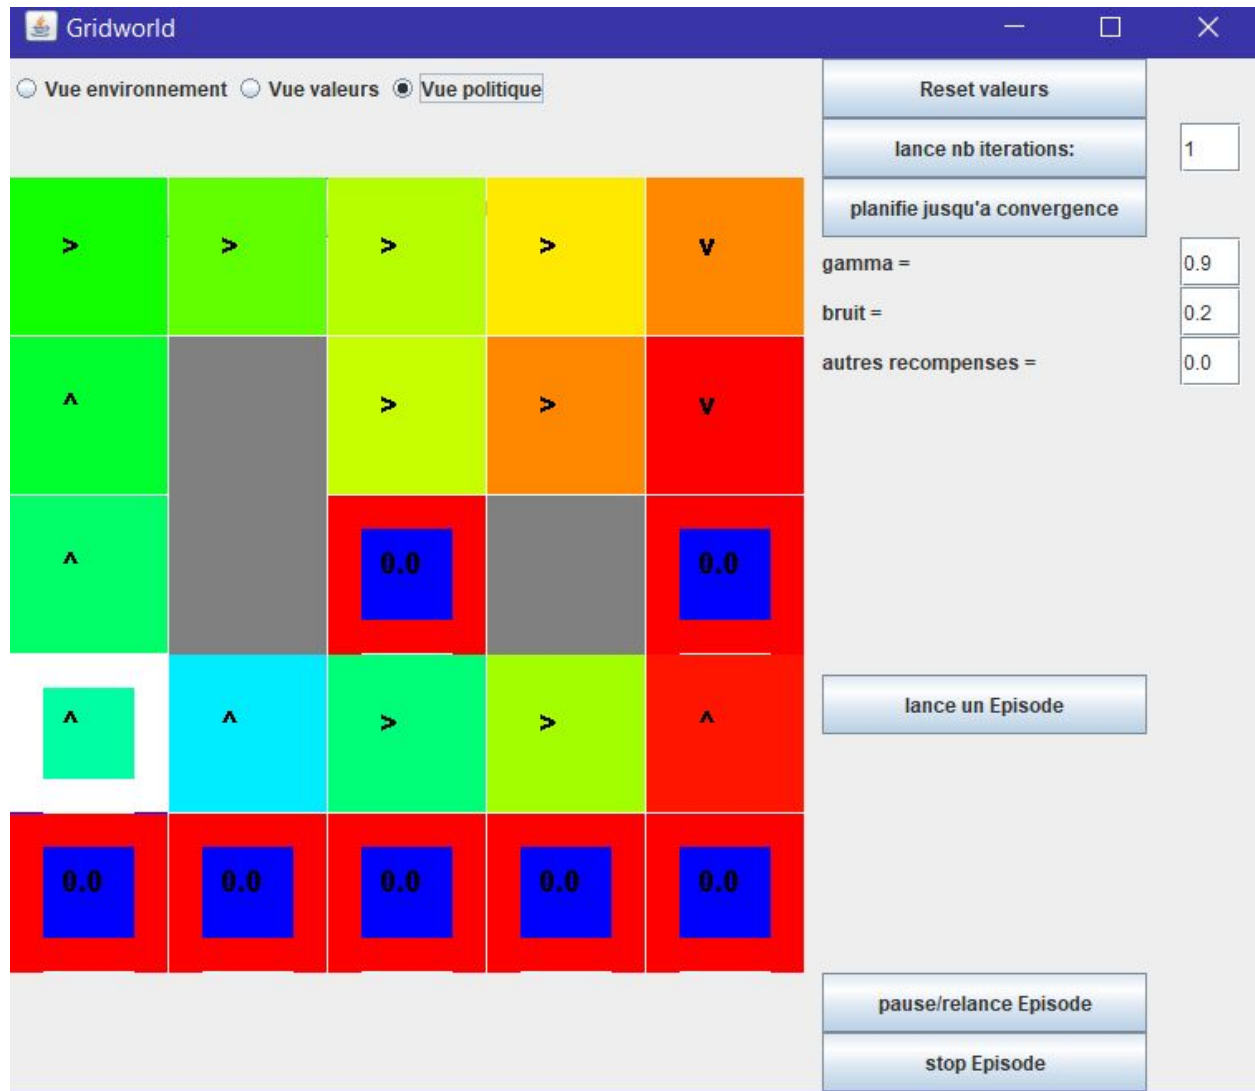 Gridworld
Vue environnement Vue valeurs Vue politique
Reset valeurs
lance nb iterations: 1
planifie jusqu'a convergence
> > > > v
gamma = 0.9
bruit = 0.2
autres recompenses = 0.0
^ > > v
^ 0.0 0.0
^ ^ > > ^
lance un Episode
0.0 0.0 0.0 0.0 0.0
pause/relance Episode
stop Episode